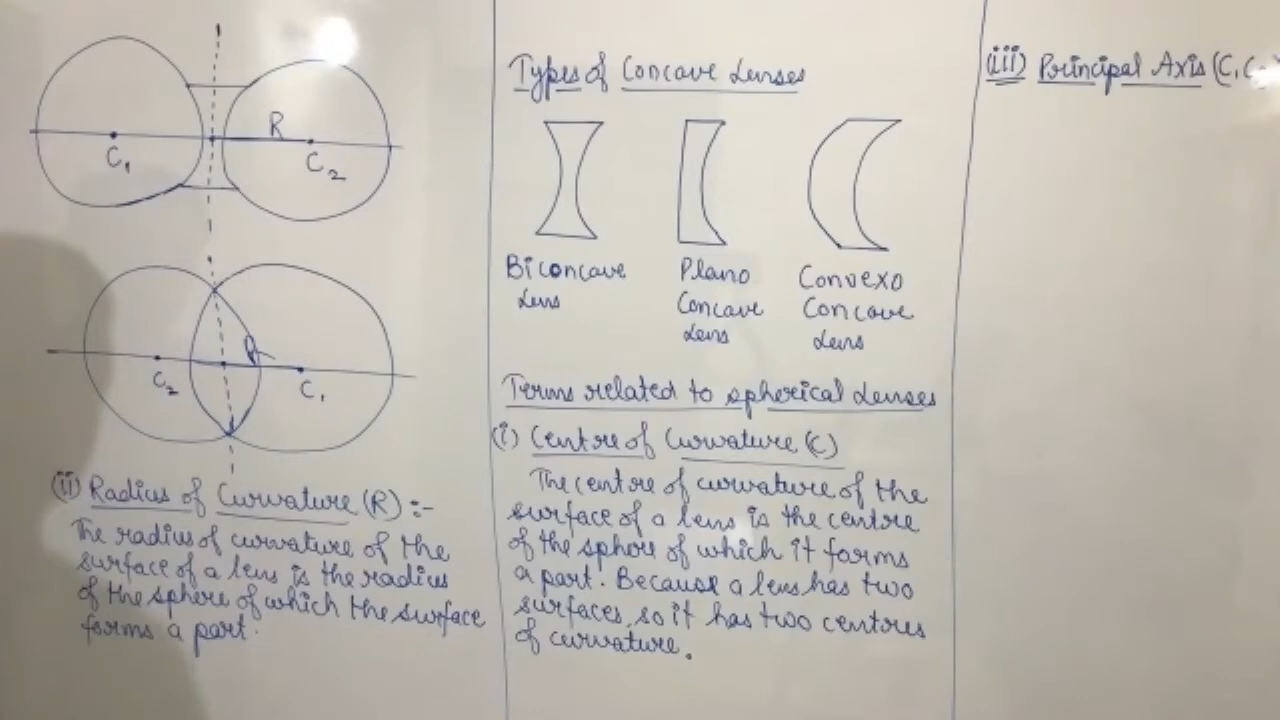 C₁
R
C₂
C₂
R
C₁
(ii) Radius of Curvature (R) :-
The radius of curvature of the
surface of a lens is the radius
of the sphere of which the surface
forms a part.
Types of Concave Lenses
Biconcave
Lens
Plano
Concave
Lens
Convexo
Concave
Lens
Terms related to spherical Lenses
(i) Centre of Curvature (C)
The centre of curvature of the
surface of a lens is the centre
of the sphere of which it forms
a part. Because a lens has two
surfaces, so it has two centres
of curvature.
(iii) Principal Axis (C₁ C